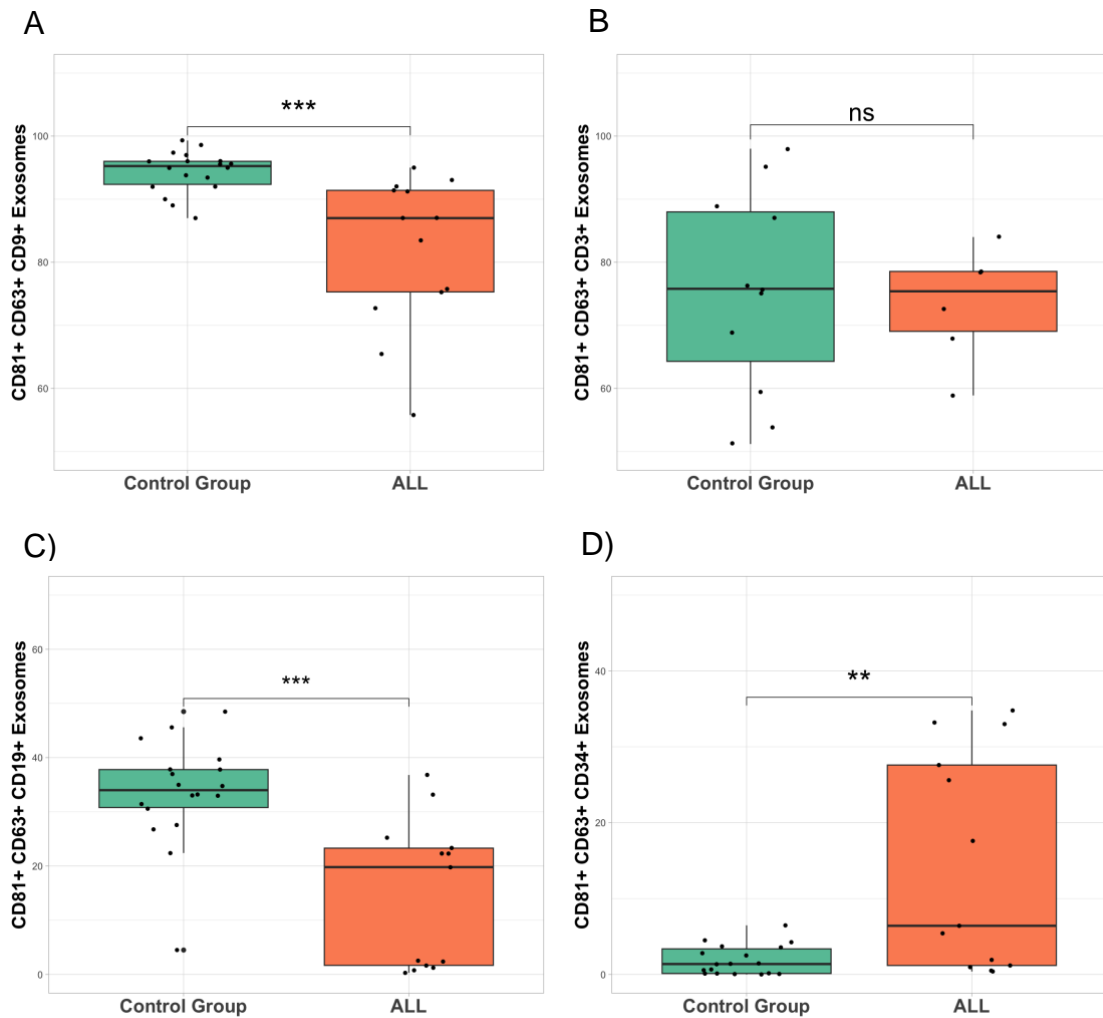 A
B
CD81+ CD63+ CD9+ Exosomes
100
80
60
***
Control Group
ALL
CD81+ CD63+ CD3+ Exosomes
100
80
60
ns
Control Group
ALL
C)
D)
CD81+ CD63+ CD19+ Exosomes
60
40
20
0
***
Control Group
ALL
CD81+ CD63+ CD34+ Exosomes
40
20
0
**
Control Group
ALL